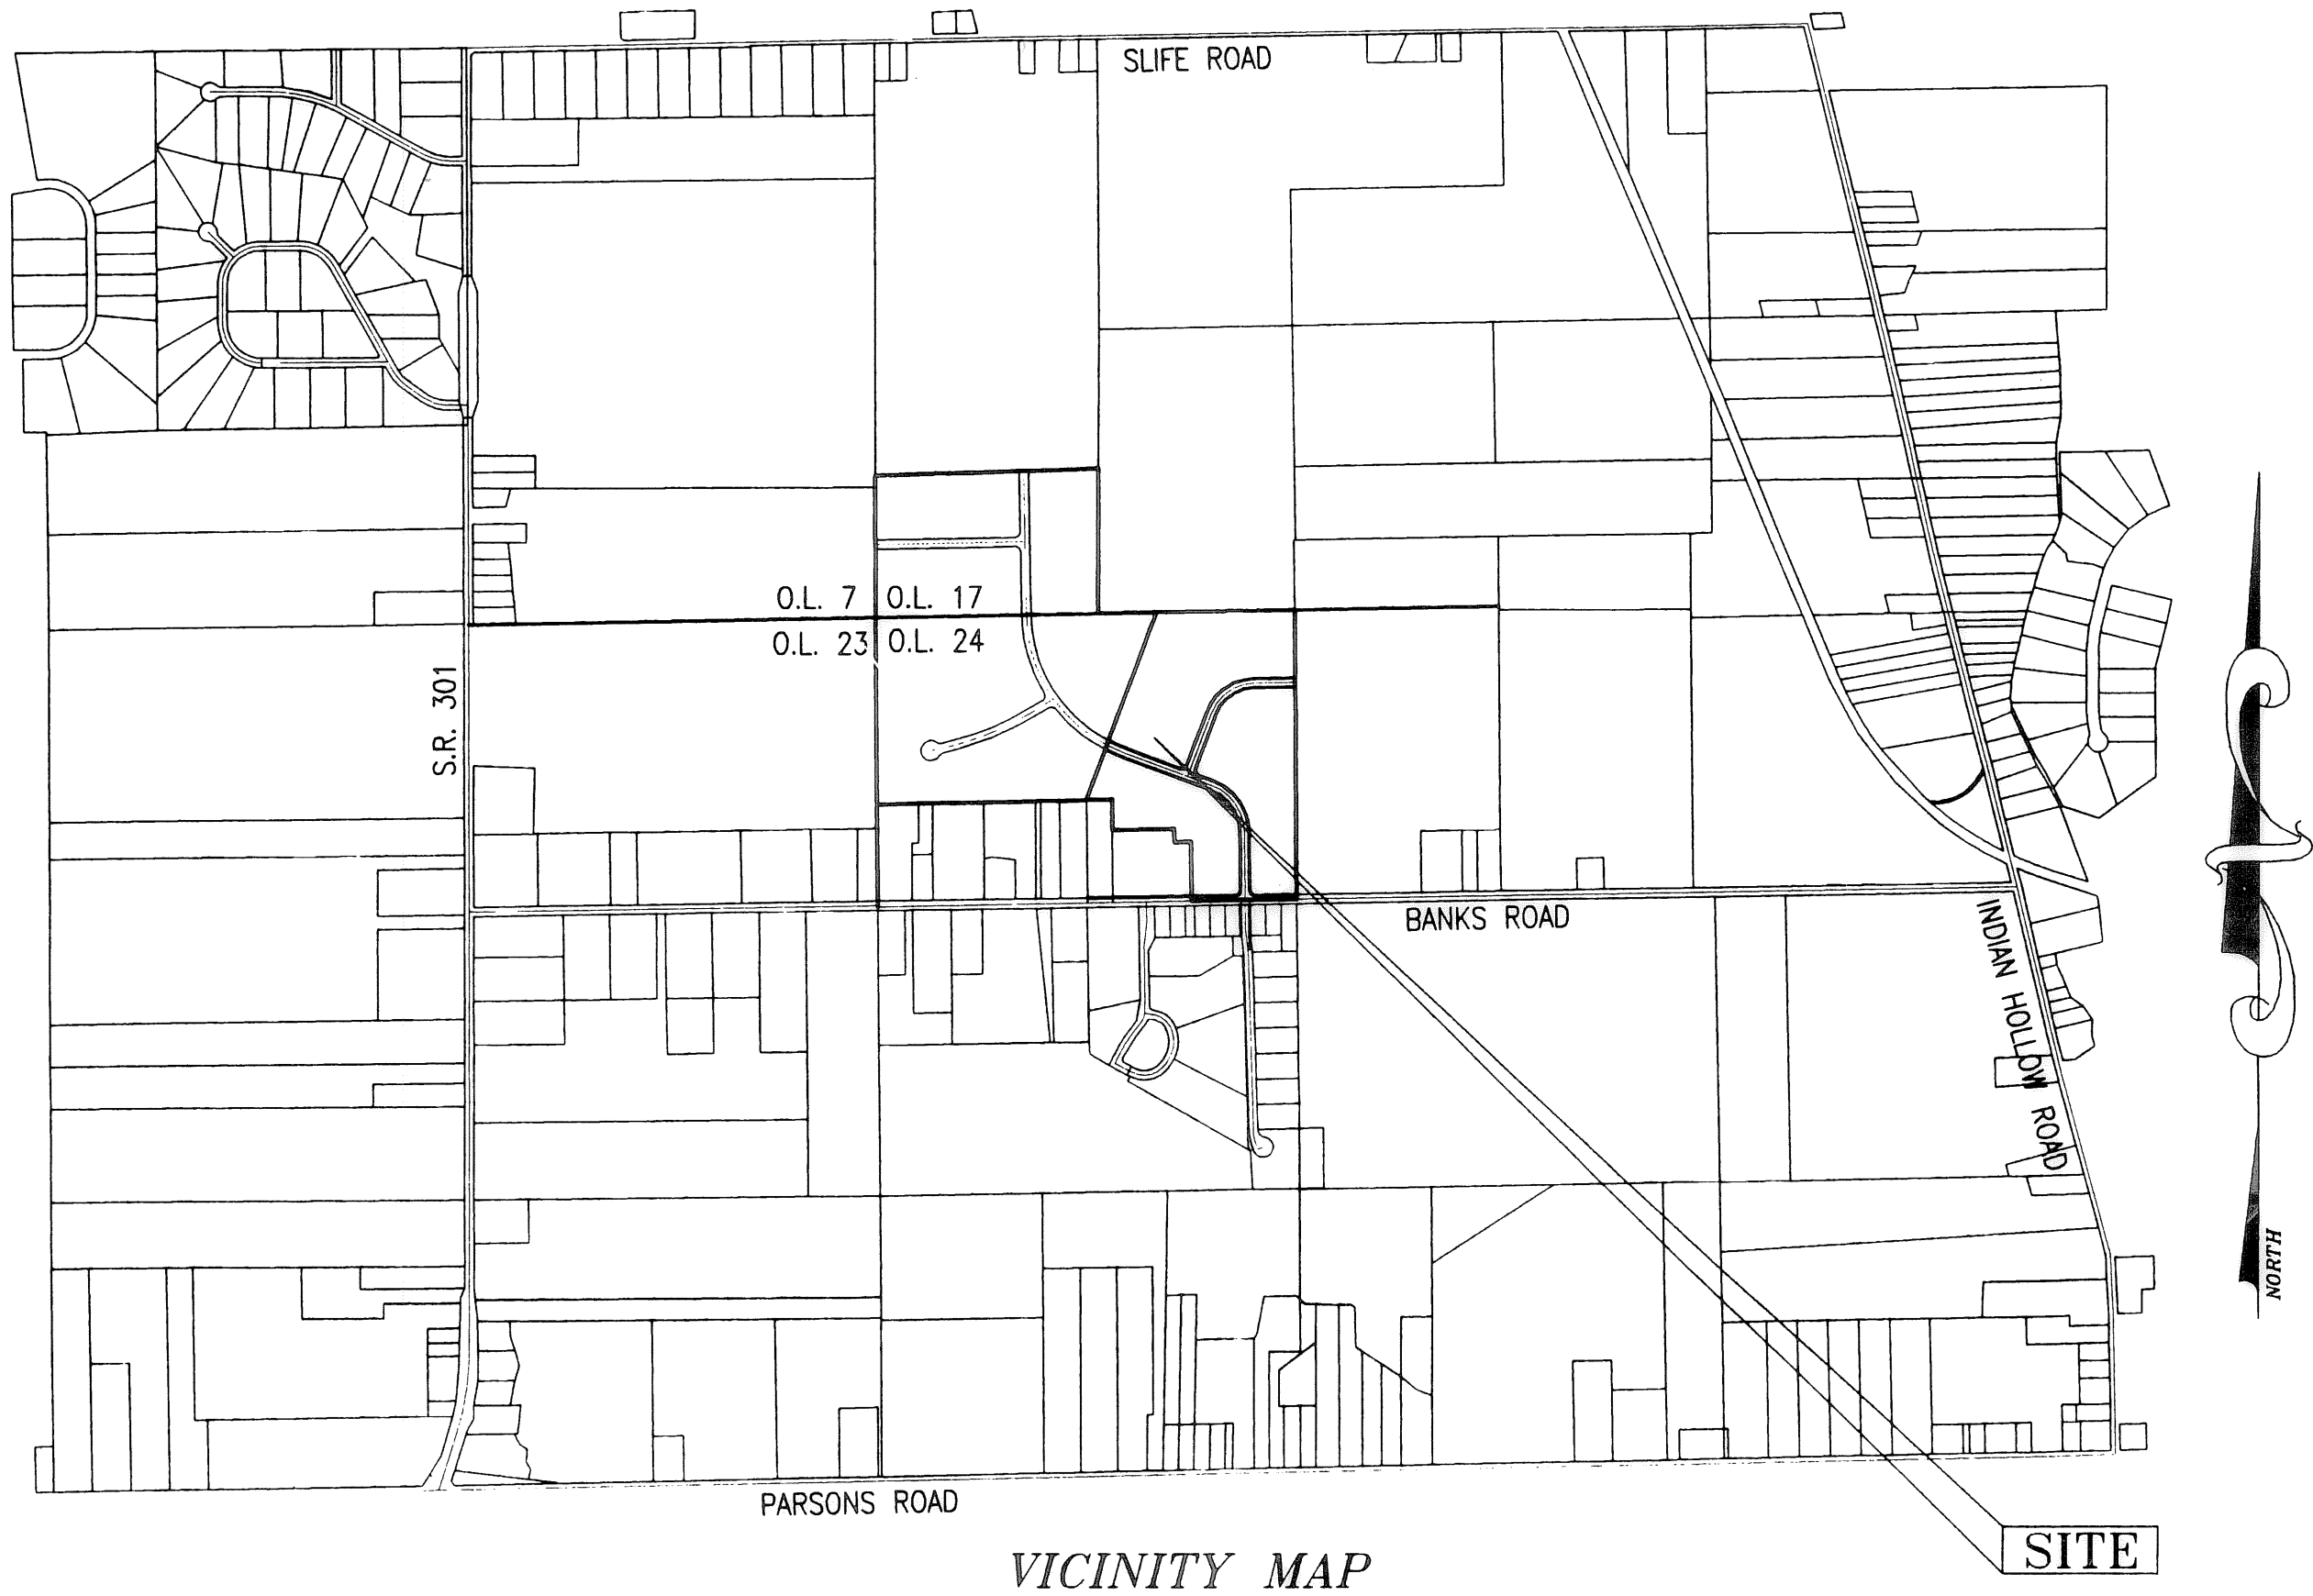 SLIFE ROAD
O.L. 7
O.L. 17
O.L. 23
O.L. 24
S.R. 301
BANKS ROAD
INDIAN HOLLOW ROAD
NORTH
PARSONS ROAD
SITE
VICINITY MAP